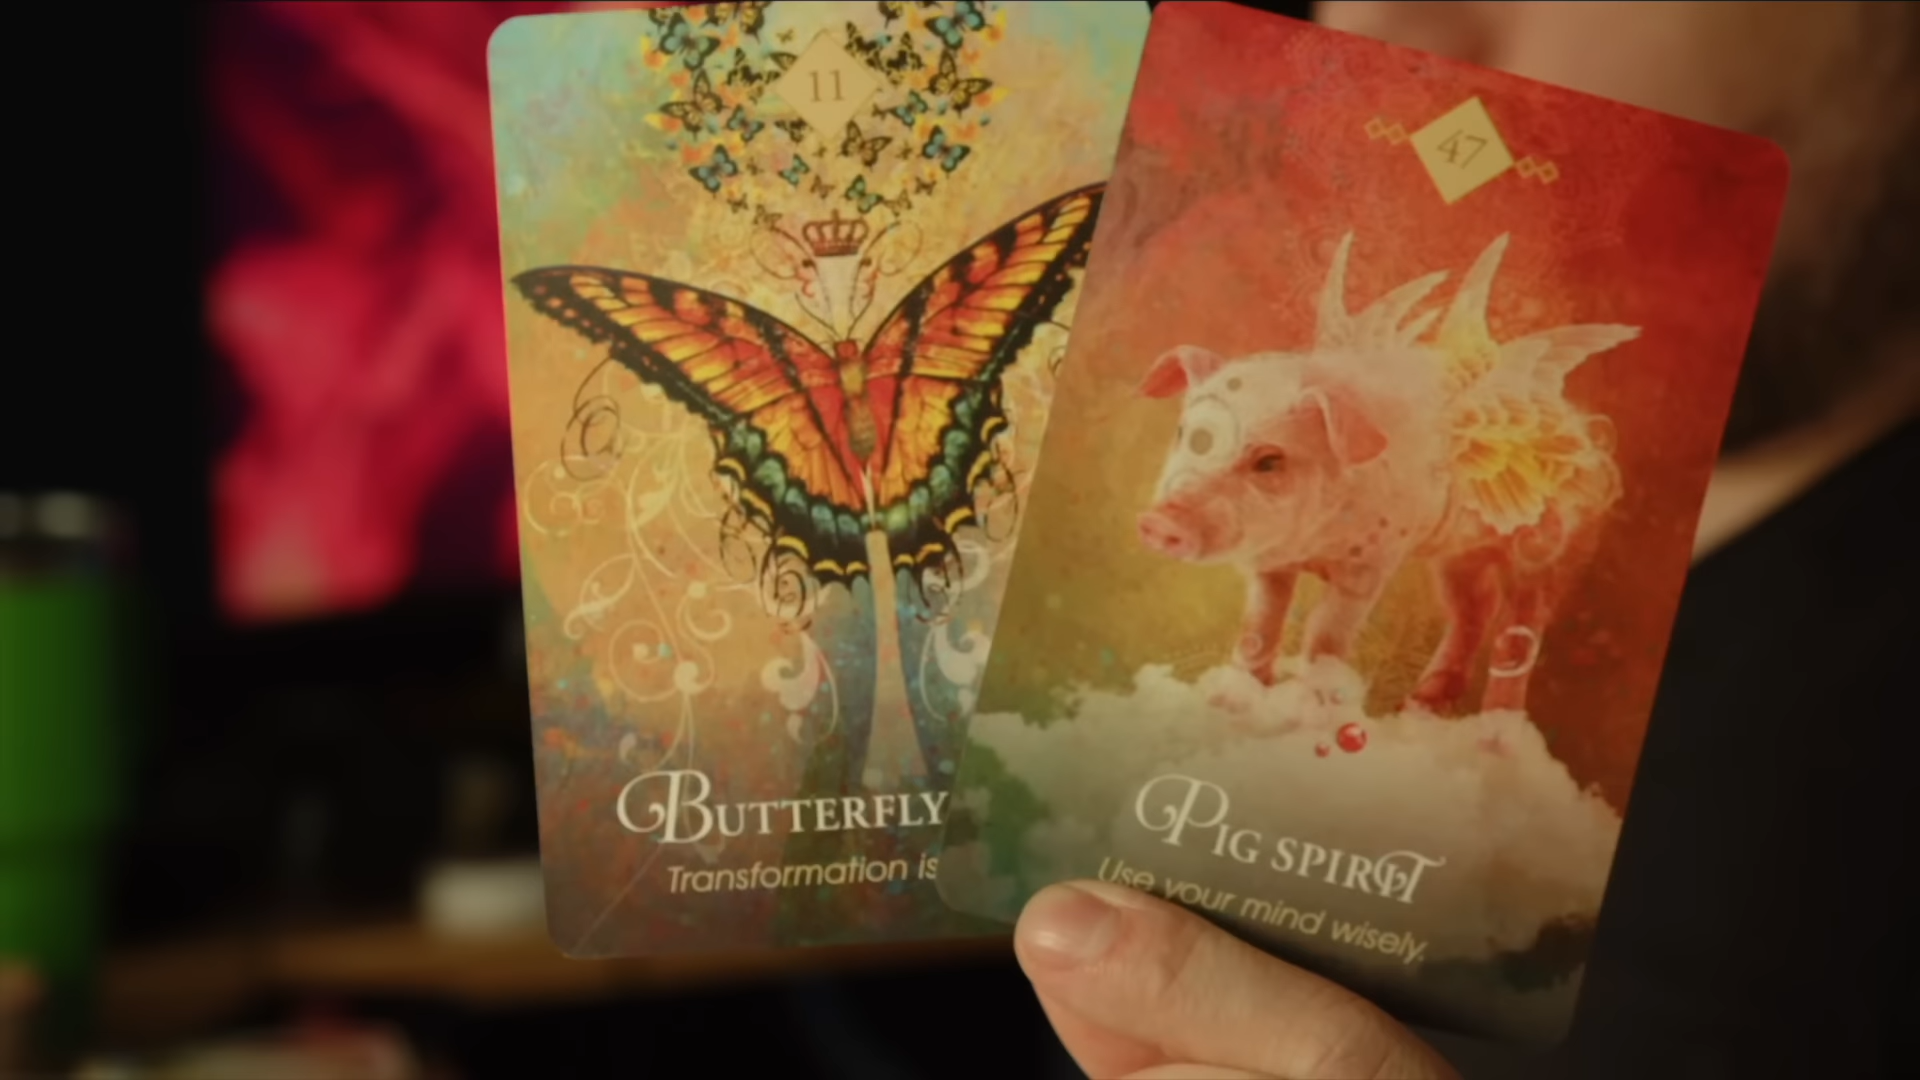 11
BUTTERFLY
Transformation is
47
PIG SPIRIT
Use your mind wisely.